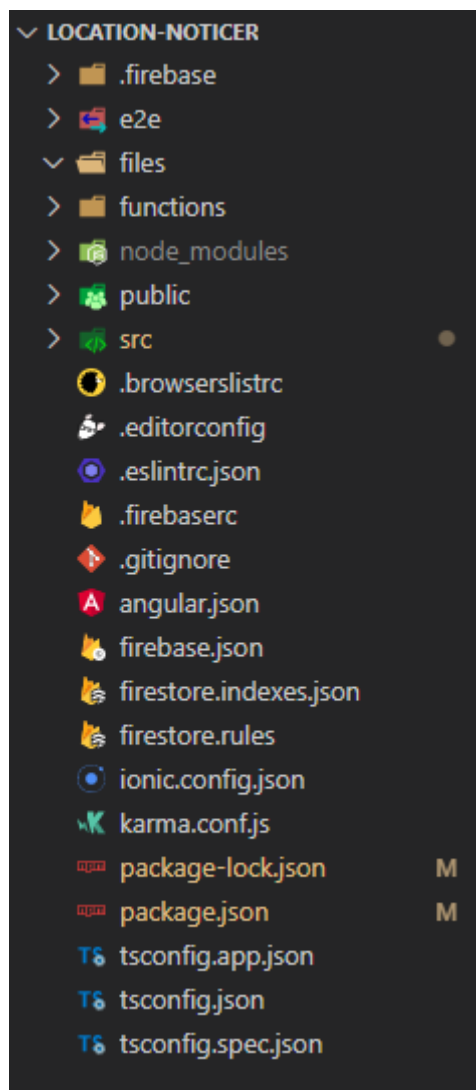 LOCATION-NOTICER
.firebase
e2e
files
functions
node_modules
public
src
.browserslistrc
.editorconfig
.eslintrc.json
.firebaserc
.gitignore
angular.json
firebase.json
firestore.indexes.json
firestore.rules
ionic.config.json
karma.conf.js
package-lock.json M
package.json M
tsconfig.app.json
tsconfig.json
tsconfig.spec.json